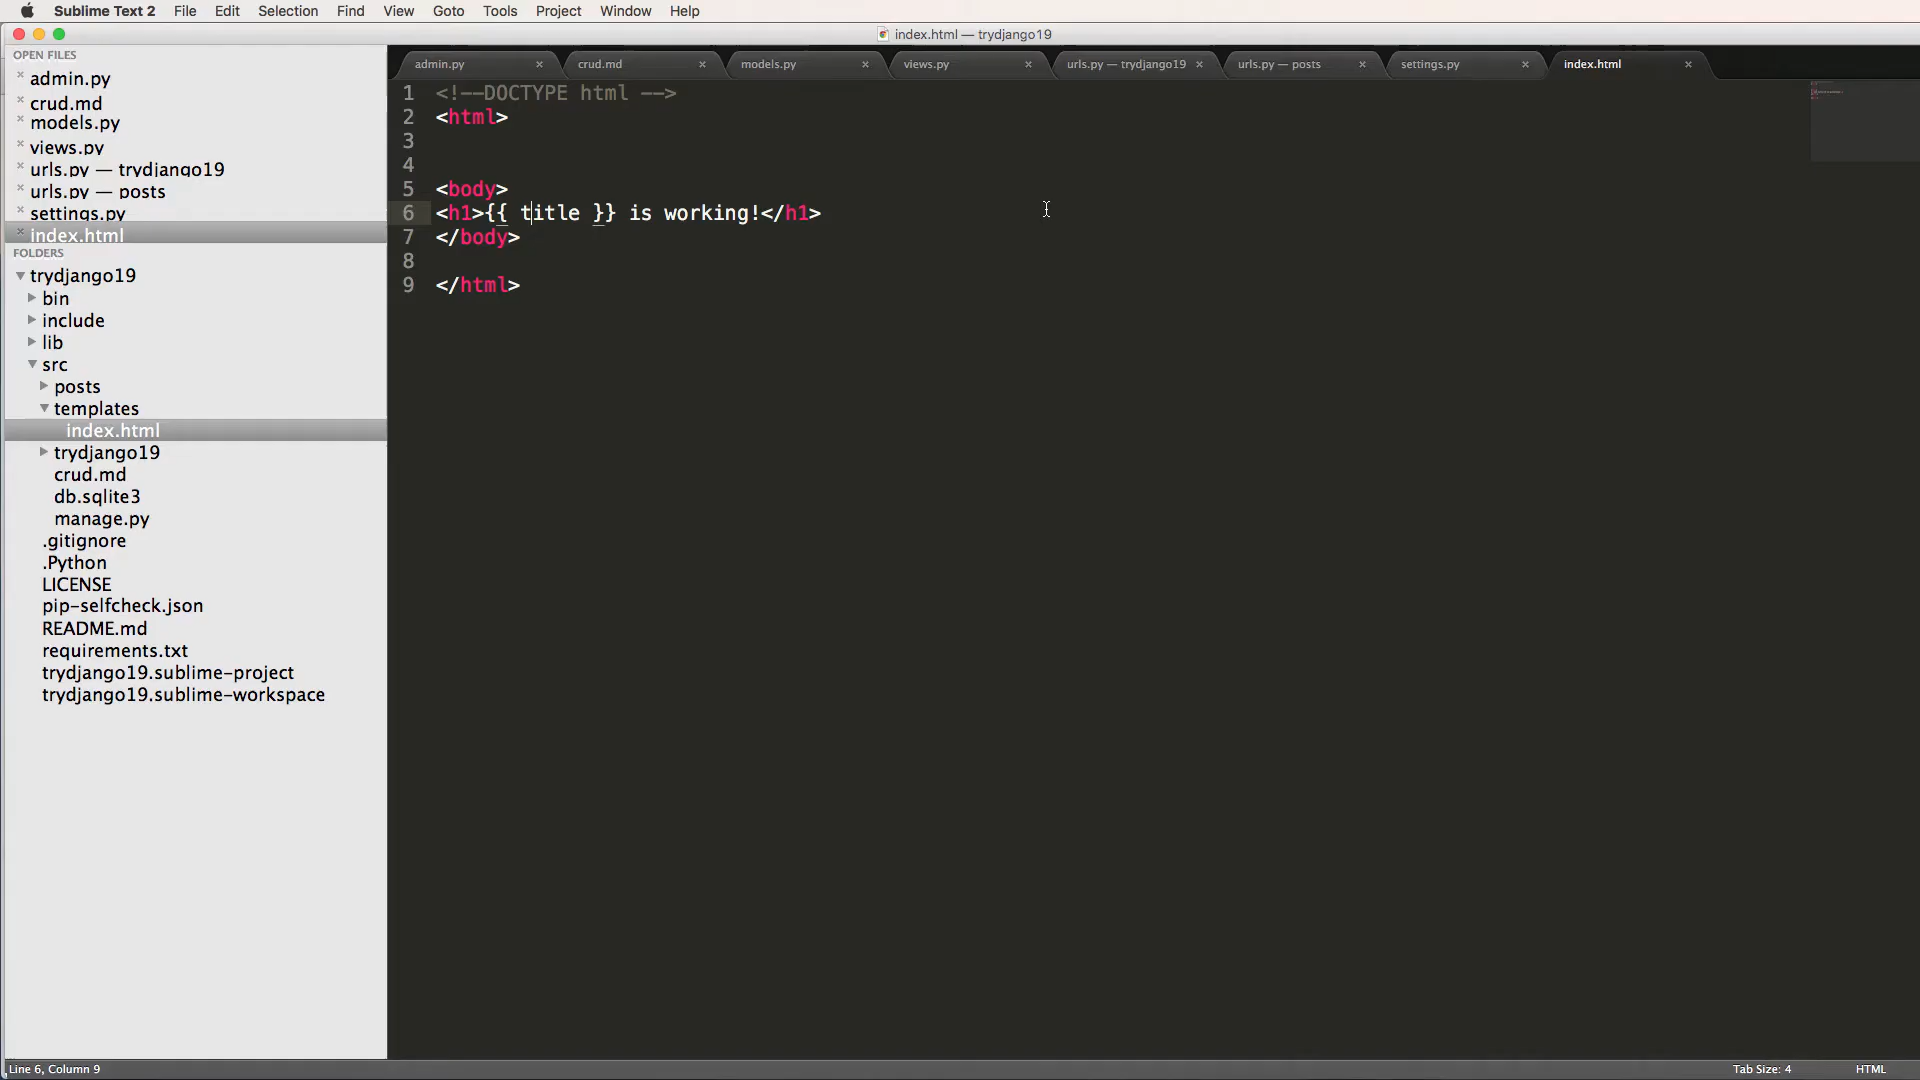 Sublime Text 2 File Edit Selection Find View Goto Tools Project Window Help
index.html — trydjango19
OPEN FILES
admin.py
crud.md
models.py
views.py
urls.py — trydjango19
urls.py — posts
settings.py
index.html
FOLDERS
trydjango19
bin
include
lib
src
posts
templates
index.html
trydjango19
crud.md
db.sqlite3
manage.py
.gitignore
.Python
LICENSE
pip-selfcheck.json
README.md
requirements.txt
trydjango19.sublime-project
trydjango19.sublime-workspace
admin.py crud.md models.py views.py urls.py — trydjango19 urls.py — posts settings.py index.html
1 <!--DOCTYPE html -->
2 <html>
3
4
5 <body>
6 <h1>{{ title }} is working!</h1>
7 </body>
8
9 </html>
Line 6, Column 9 Tab Size: 4 HTML